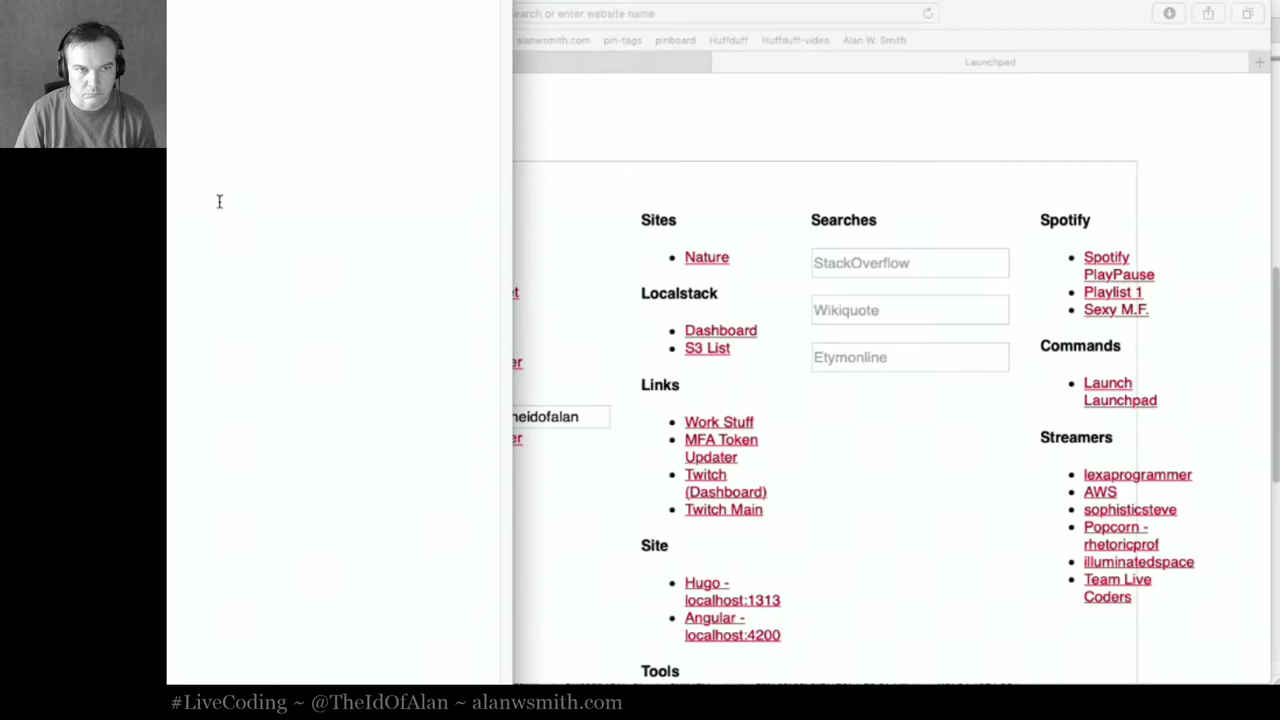 Search or enter website name
alanwsmith.com pin-tags pinboard Huffduff Huffduff-video Alan W. Smith
Launchpad
Sites
Nature
Localstack
Dashboard
S3 List
Links
Work Stuff
MFA Token
Updater
Twitch
(Dashboard)
Twitch Main
Site
Hugo -
localhost:1313
Angular -
localhost:4200
Tools
Searches
StackOverflow
Wikiquote
Etymonline
Spotify
Spotify
PlayPause
Playlist 1
Sexy M.F.
Commands
Launch
Launchpad
Streamers
lexaprogrammer
AWS
sophisticsteve
Popcorn -
rhetoricprof
illuminatedspace
Team Live
Coders
heidofalan
#LiveCoding ~ @TheIdOfAlan ~ alanwsmith.com